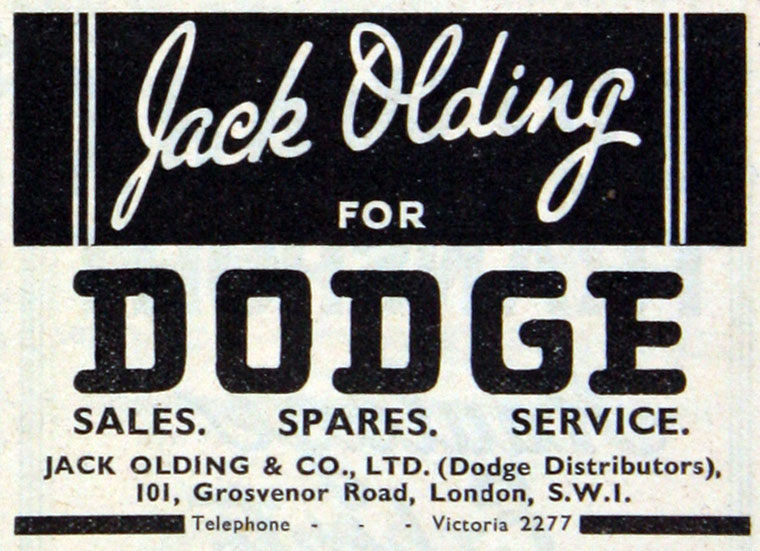 Jack Olding
FOR
DODGE
SALES. SPARES. SERVICE.
JACK OLDING & CO., LTD. (Dodge Distributors),
101, Grosvenor Road, London, S.W.1.
Telephone - - - Victoria 2277